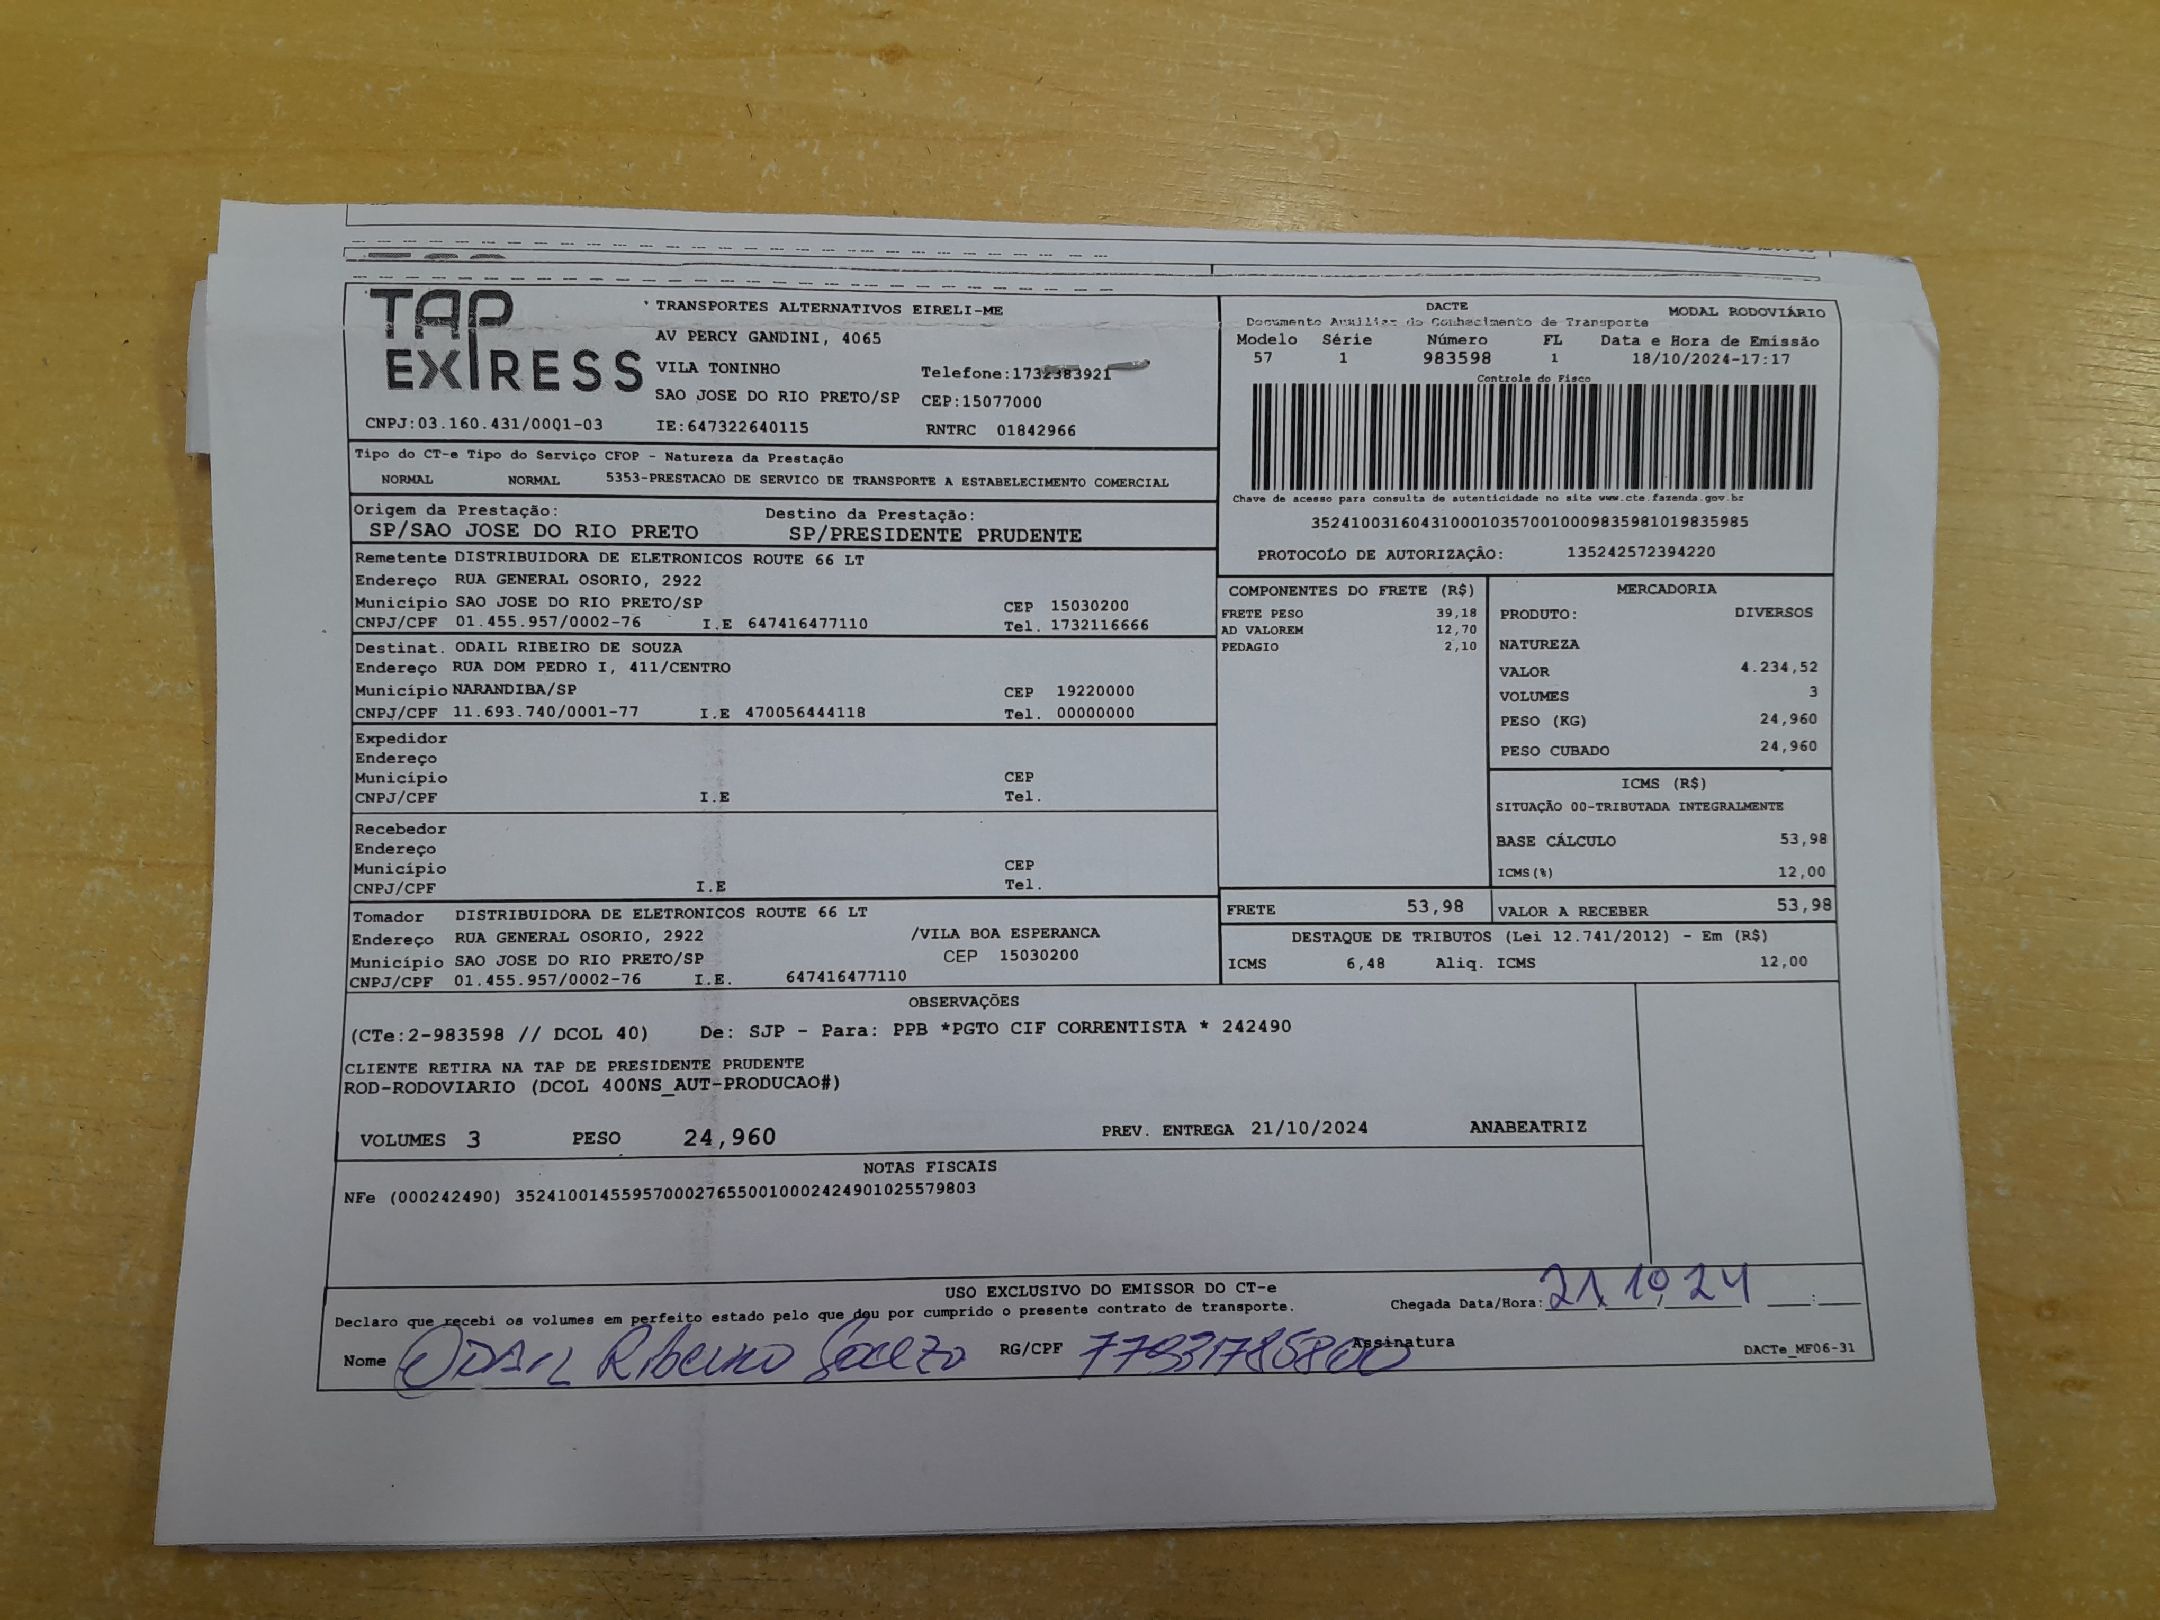 TAP
EXPRESS
TRANSPORTES ALTERNATIVOS EIRELI-ME
AV PERCY GANDINI, 4065
VILA TONINHO
Telefone:1732383921
SAO JOSE DO RIO PRETO/SP CEP:15077000
CNPJ:03.160.431/0001-03 IE:647322640115 RNTRC 01842966
DACTE MODAL RODOVIÁRIO
Documento Auxiliar do Conhecimento de Transporte
Modelo Série Número FL Data e Hora de Emissão
57 1 983598 1 18/10/2024-17:17
Controle do Fisco
Chave de acesso para consulta de autenticidade no site www.cte.fazenda.gov.br
35241003160431000103570010009835981019835985
PROTOCOLO DE AUTORIZAÇÃO: 135242572394220
Tipo do CT-e Tipo do Serviço CFOP - Natureza da Prestação
NORMAL NORMAL 5353-PRESTACAO DE SERVICO DE TRANSPORTE A ESTABELECIMENTO COMERCIAL
Origem da Prestação: Destino da Prestação:
SP/SAO JOSE DO RIO PRETO SP/PRESIDENTE PRUDENTE
Remetente DISTRIBUIDORA DE ELETRONICOS ROUTE 66 LT
Endereço RUA GENERAL OSORIO, 2922
Município SAO JOSE DO RIO PRETO/SP CEP 15030200
CNPJ/CPF 01.455.957/0002-76 I.E 647416477110 Tel. 1732116666
Destinat. ODAIL RIBEIRO DE SOUZA
Endereço RUA DOM PEDRO I, 411/CENTRO
Município NARANDIBA/SP CEP 19220000
CNPJ/CPF 11.693.740/0001-77 I.E 470056444118 Tel. 00000000
Expedidor
Endereço
Município CEP
CNPJ/CPF I.E Tel.
Recebedor
Endereço
Município CEP
CNPJ/CPF I.E Tel.
Tomador DISTRIBUIDORA DE ELETRONICOS ROUTE 66 LT
Endereço RUA GENERAL OSORIO, 2922 /VILA BOA ESPERANCA
Município SAO JOSE DO RIO PRETO/SP CEP 15030200
CNPJ/CPF 01.455.957/0002-76 I.E. 647416477110
COMPONENTES DO FRETE (R$)
FRETE PESO 39,18
AD VALOREM 12,70
PEDAGIO 2,10
MERCADORIA
PRODUTO: DIVERSOS
NATUREZA
VALOR 4.234,52
VOLUMES 3
PESO (KG) 24,960
PESO CUBADO 24,960
ICMS (R$)
SITUAÇÃO 00-TRIBUTADA INTEGRALMENTE
BASE CÁLCULO 53,98
ICMS(%) 12,00
FRETE 53,98 VALOR A RECEBER 53,98
DESTAQUE DE TRIBUTOS (Lei 12.741/2012) - Em (R$)
ICMS 6,48 Aliq. ICMS 12,00
OBSERVAÇÕES
(CTe:2-983598 // DCOL 40) De: SJP - Para: PPB *PGTO CIF CORRENTISTA * 242490
CLIENTE RETIRA NA TAP DE PRESIDENTE PRUDENTE
ROD-RODOVIARIO (DCOL 400NS_AUT-PRODUCAO#)
VOLUMES 3 PESO 24,960 PREV. ENTREGA 21/10/2024 ANABEATRIZ
NOTAS FISCAIS
NFe (000242490) 35241001455957000276550010002424901025579803
USO EXCLUSIVO DO EMISSOR DO CT-e
Declaro que recebi os volumes em perfeito estado pelo que dou por cumprido o presente contrato de transporte. Chegada Data/Hora: 21 10 24
Nome ODAIL Ribeiro Souza RG/CPF 77931785800 Assinatura DACTe_MF06-31